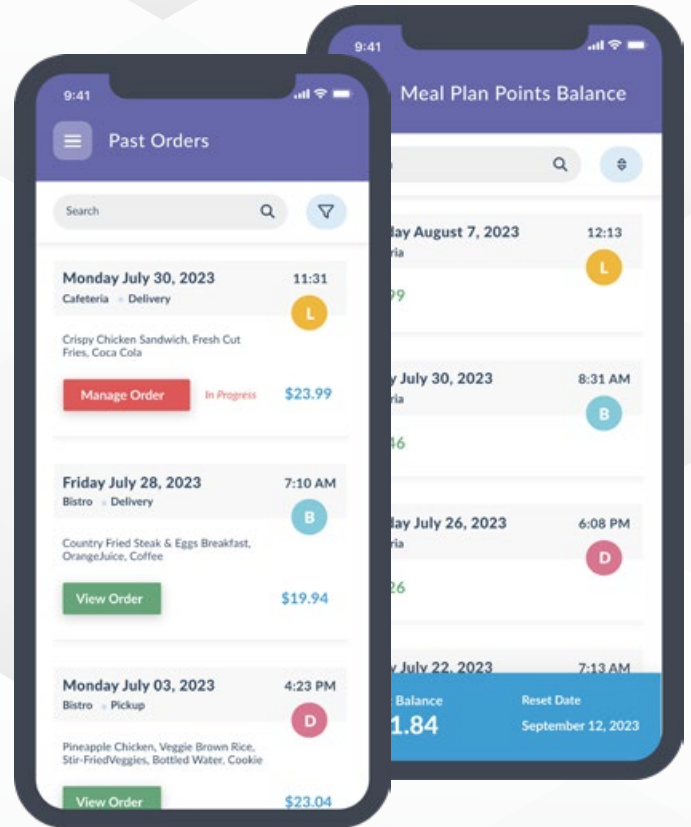 9:41
Past Orders
Search
Monday July 30, 2023 11:31
Cafeteria Delivery
L
Crispy Chicken Sandwich, Fresh Cut
Fries, Coca Cola
Manage Order In Progress $23.99
Friday July 28, 2023 7:10 AM
Bistro Delivery
B
Country Fried Steak & Eggs Breakfast,
OrangeJuice, Coffee
View Order $19.94
Monday July 03, 2023 4:23 PM
Bistro Pickup
D
Pineapple Chicken, Veggie Brown Rice,
Stir-FriedVeggies, Bottled Water, Cookie
View Order $23.04
9:41
Meal Plan Points Balance
August 7, 2023 12:13
L
July 30, 2023 8:31 AM
B
July 26, 2023 6:08 PM
D
July 22, 2023 7:13 AM
Balance Reset Date
1.84 September 12, 2023